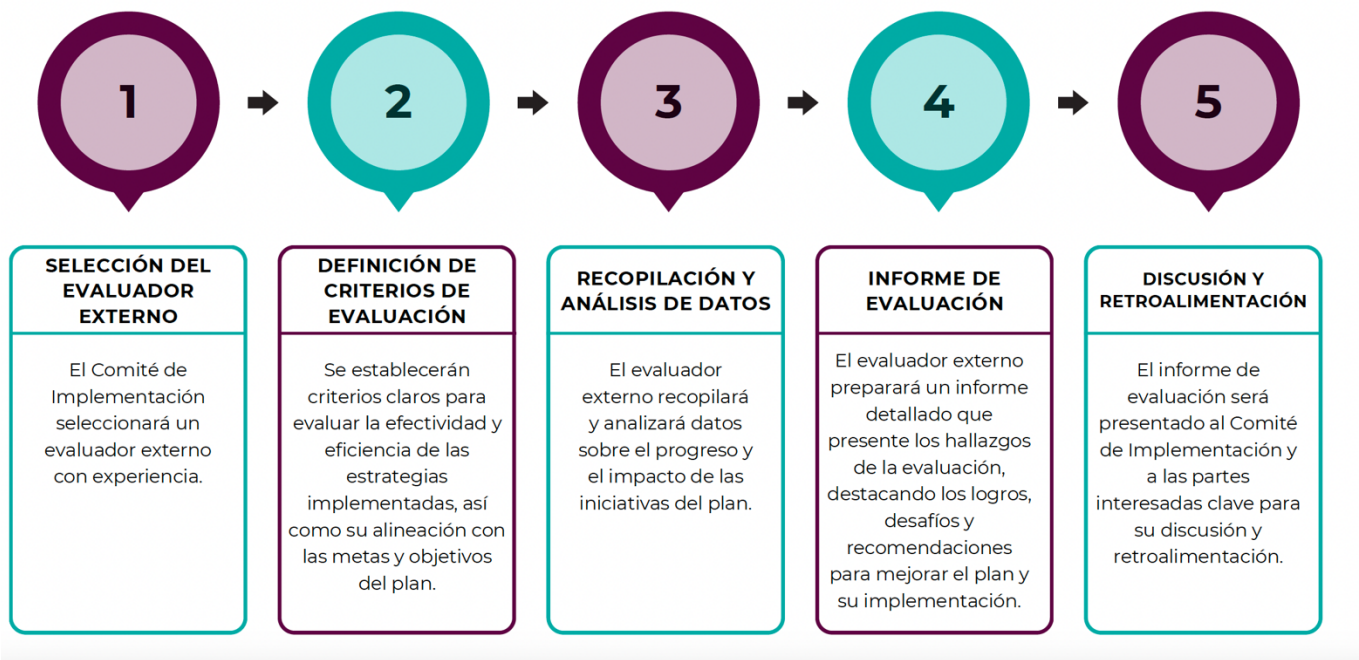 1
2
3
4
5
SELECCIÓN DEL
EVALUADOR
EXTERNO
El Comité de
Implementación
seleccionará un
evaluador externo
con experiencia.
DEFINICIÓN DE
CRITERIOS DE
EVALUACIÓN
Se establecerán
criterios claros para
evaluar la efectividad y
eficiencia de las
estrategias
implementadas, así
como su alineación con
las metas y objetivos
del plan.
RECOPILACIÓN Y
ANÁLISIS DE DATOS
El evaluador
externo recopilará
y analizará datos
sobre el progreso y
el impacto de las
iniciativas del plan.
INFORME DE
EVALUACIÓN
El evaluador externo
preparará un informe
detallado que
presente los hallazgos
de la evaluación,
destacando los logros,
desafíos y
recomendaciones
para mejorar el plan y
su implementación.
DISCUSIÓN Y
RETROALIMENTACIÓN
El informe de
evaluación será
presentado al Comité
de Implementación y
a las partes
interesadas clave para
su discusión y
retroalimentación.